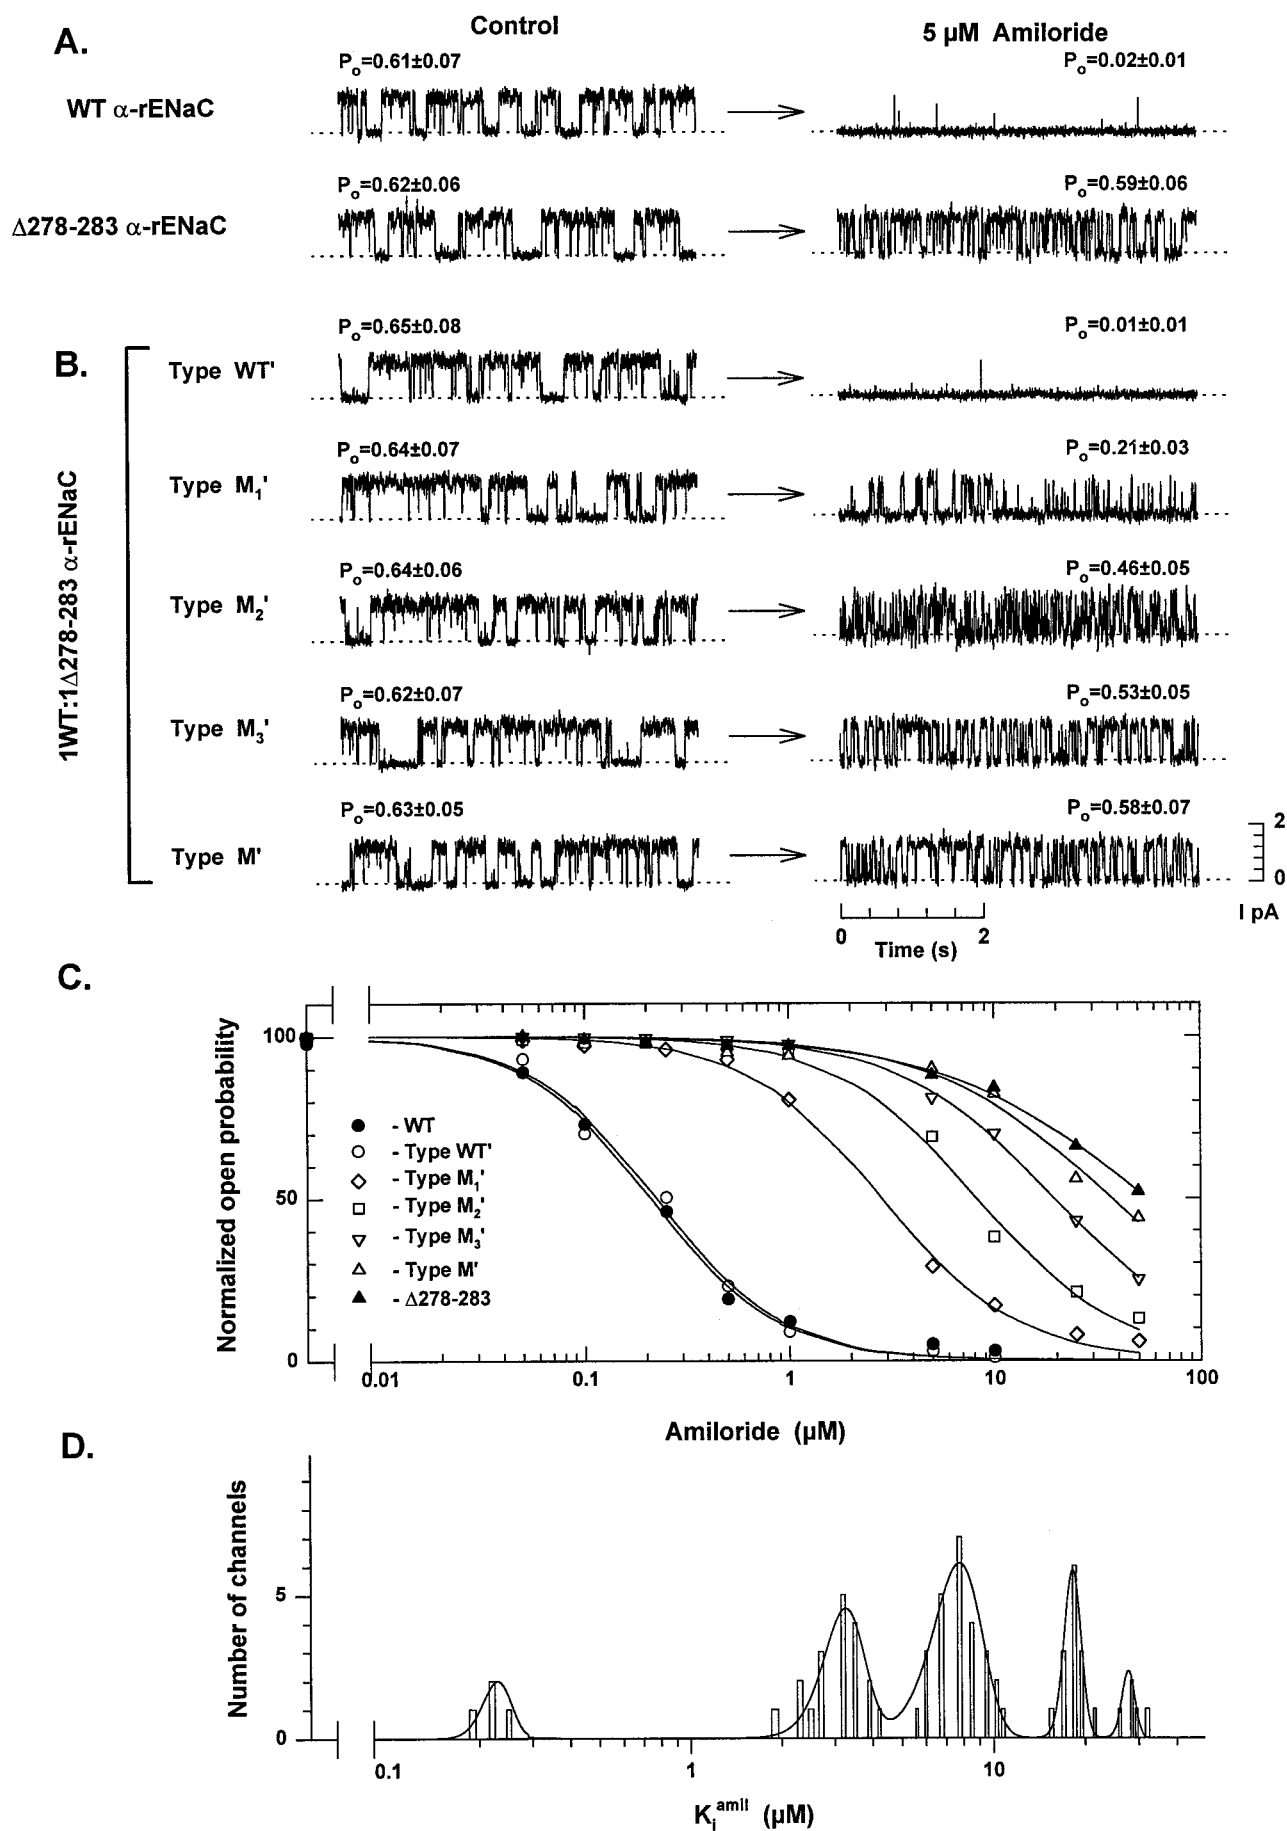 A.
Control
5 µM Amiloride
WT α-rENaC
Po=0.61±0.07
Po=0.02±0.01
Δ278-283 α-rENaC
Po=0.62±0.06
Po=0.59±0.06
B.
1WT:1Δ278-283 α-rENaC
Type WT'
Po=0.65±0.08
Po=0.01±0.01
Type M1'
Po=0.64±0.07
Po=0.21±0.03
Type M2'
Po=0.64±0.06
Po=0.46±0.05
Type M3'
Po=0.62±0.07
Po=0.53±0.05
Type M'
Po=0.63±0.05
Po=0.58±0.07
2
0
I pA
0
2
Time (s)
C.
Normalized open probability
100
50
0
- WT
- Type WT'
- Type M1'
- Type M2'
- Type M3'
- Type M'
- Δ278-283
0.01
0.1
1
10
100
Amiloride (µM)
D.
Number of channels
5
0
0.1
1
10
Ki amil (µM)